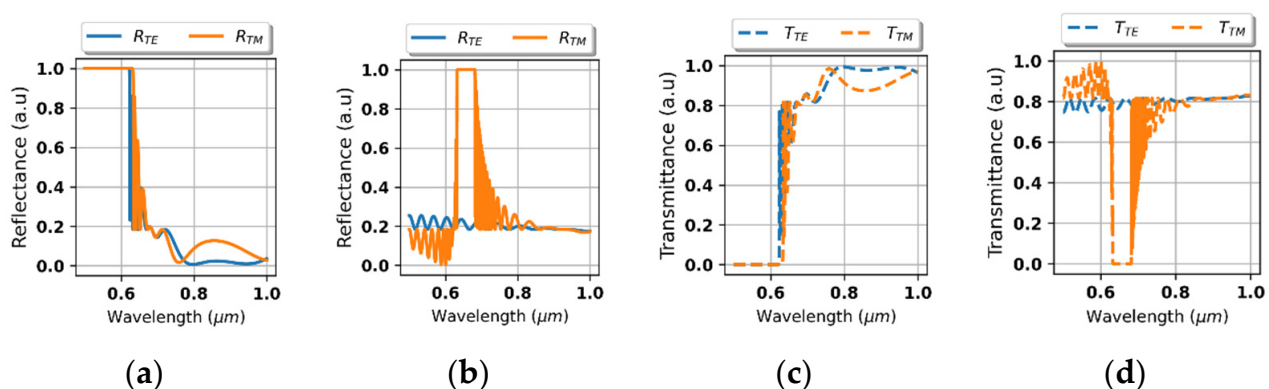 R_TE R_TM
Reflectance (a.u)
1.0
0.8
0.6
0.4
0.2
0.0
0.6 0.8 1.0
Wavelength (μm)
(a)
R_TE R_TM
Reflectance (a.u)
1.0
0.8
0.6
0.4
0.2
0.0
0.6 0.8 1.0
Wavelength (μm)
(b)
T_TE T_TM
Transmittance (a.u)
1.0
0.8
0.6
0.4
0.2
0.0
0.6 0.8 1.0
Wavelength (μm)
(c)
T_TE T_TM
Transmittance (a.u)
1.0
0.8
0.6
0.4
0.2
0.0
0.6 0.8 1.0
Wavelength (μm)
(d)